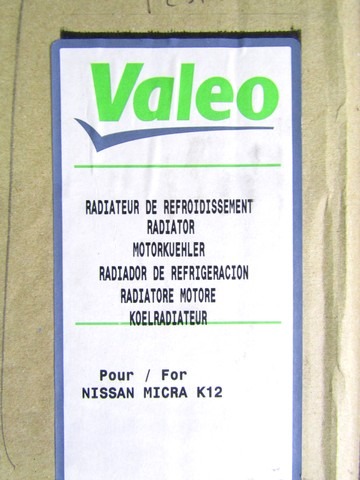 Valeo
RADIATEUR DE REFROIDISSEMENT
RADIATOR
MOTORKUEHLER
RADIADOR DE REFRIGERACION
RADIATORE MOTORE
KOELRADIATEUR
Pour / For
NISSAN MICRA K12